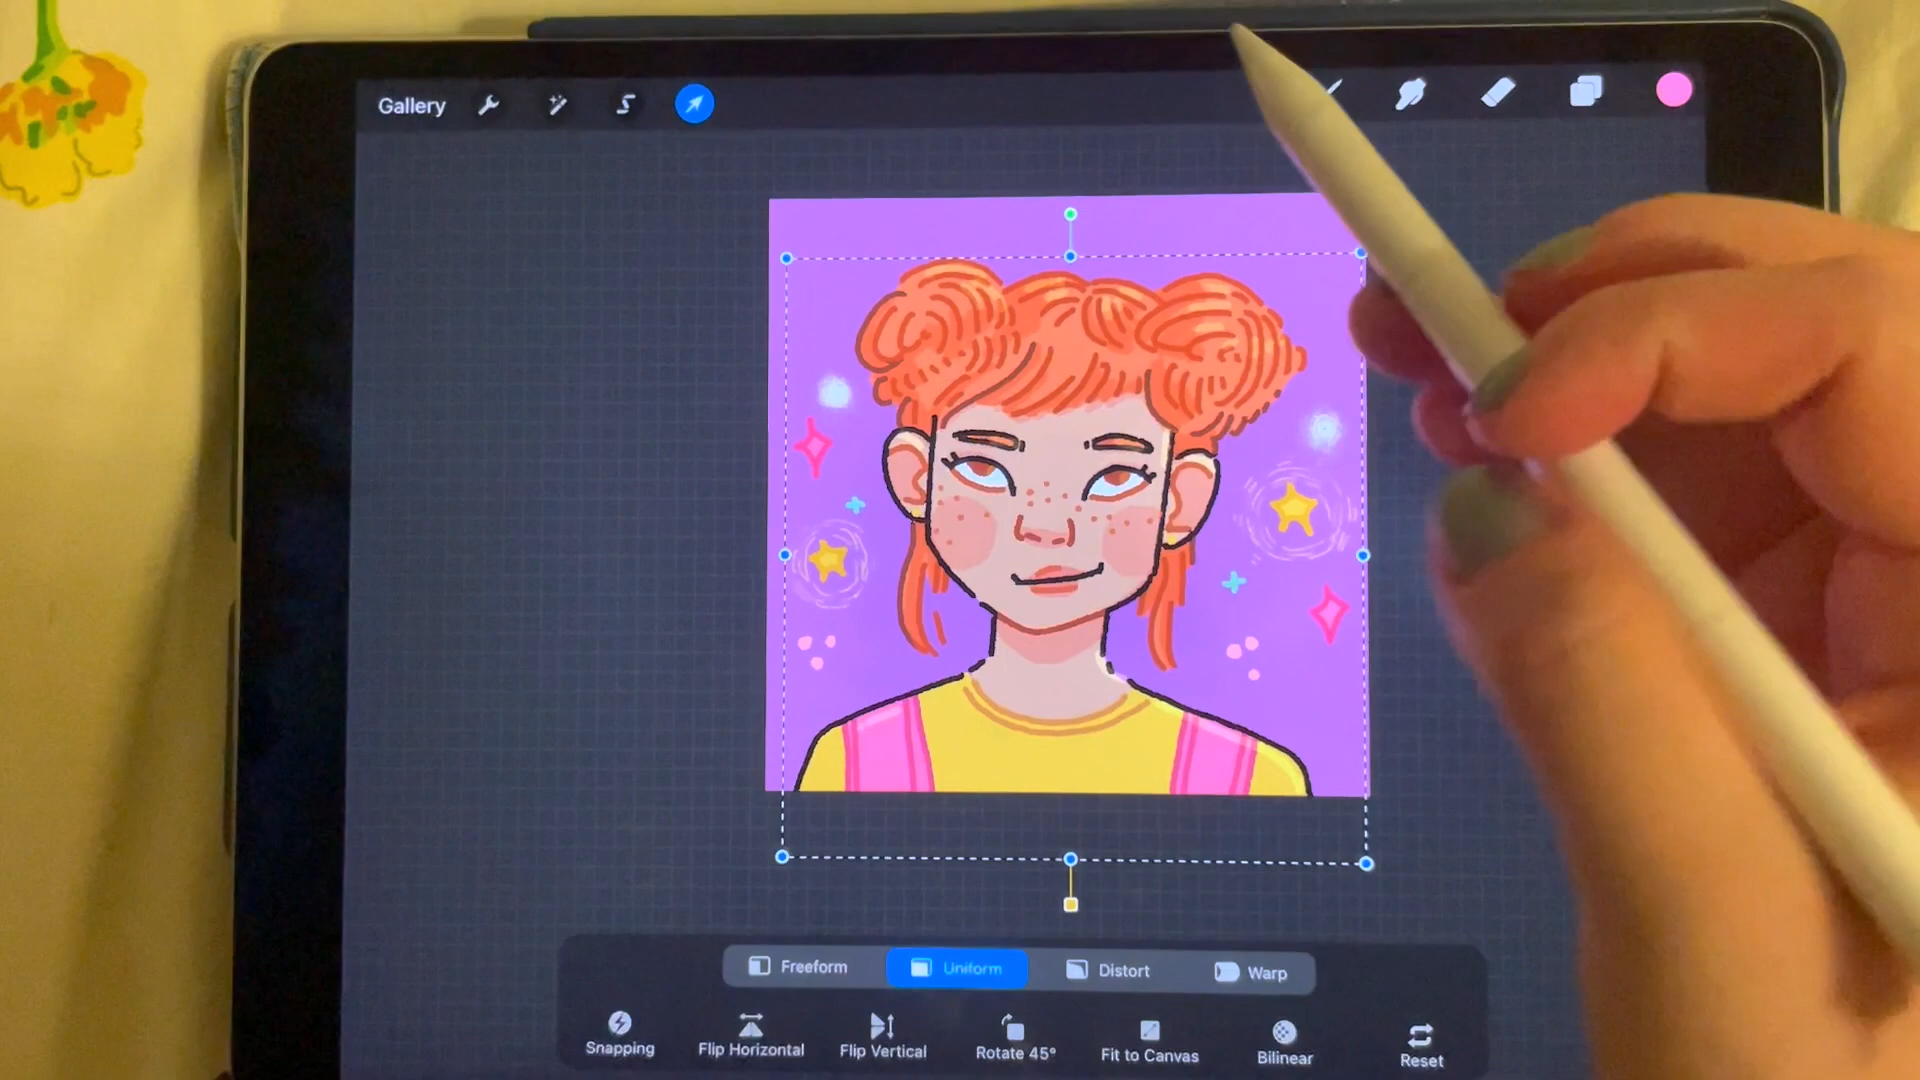 Gallery
Freeform Uniform Distort Warp
Snapping Flip Horizontal Flip Vertical Rotate 45° Fit to Canvas Bilinear Reset